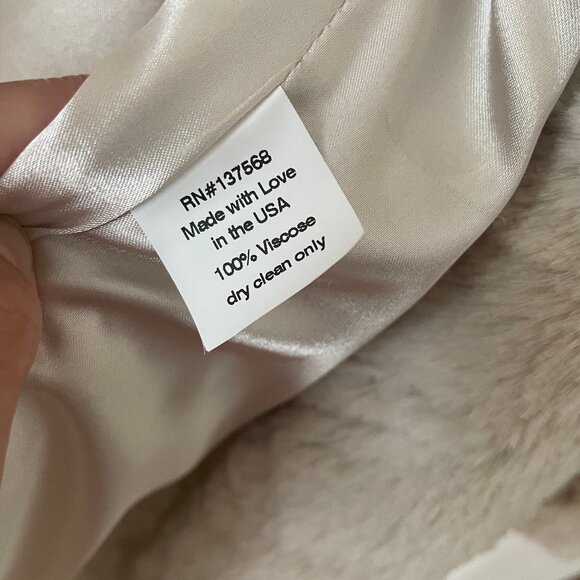 RN#137568
Made with Love
in the USA
100% Viscose
dry clean only